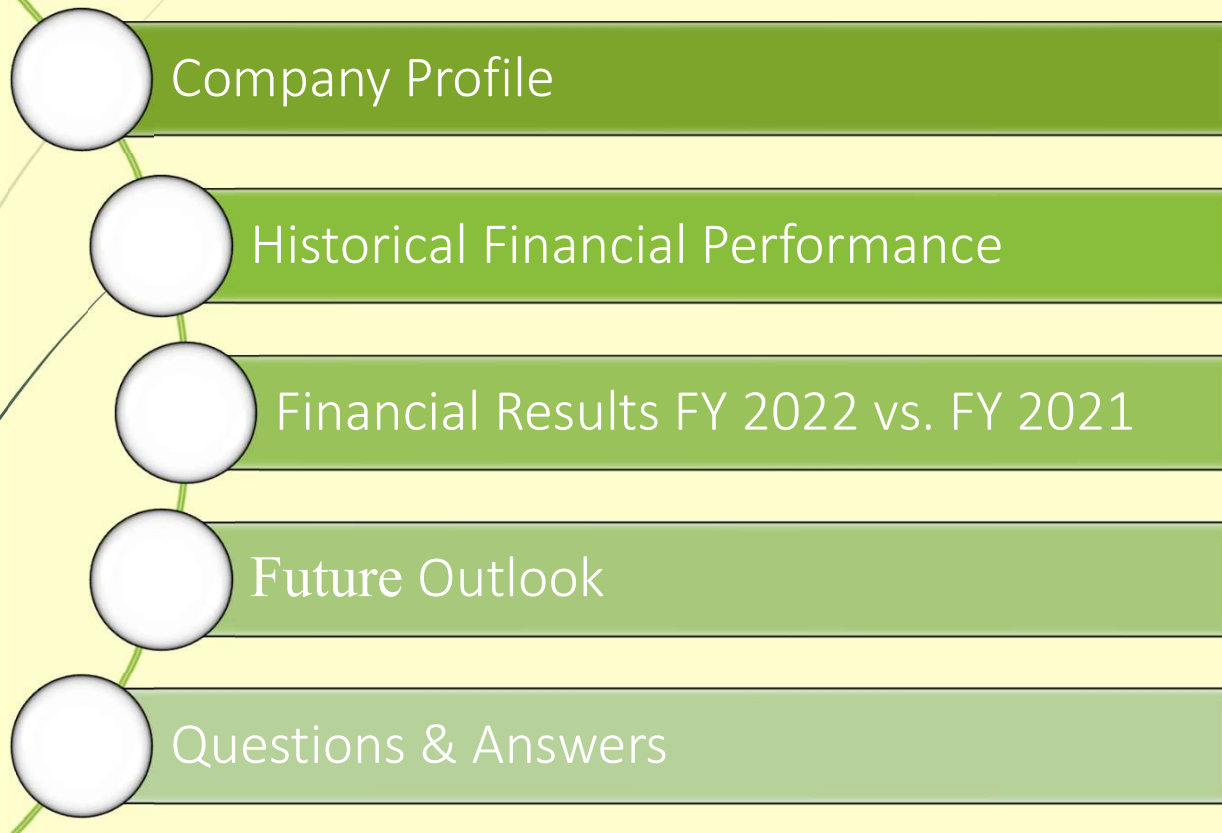 Company Profile
Historical Financial Performance
Financial Results FY 2022 vs. FY 2021
Future Outlook
Questions & Answers